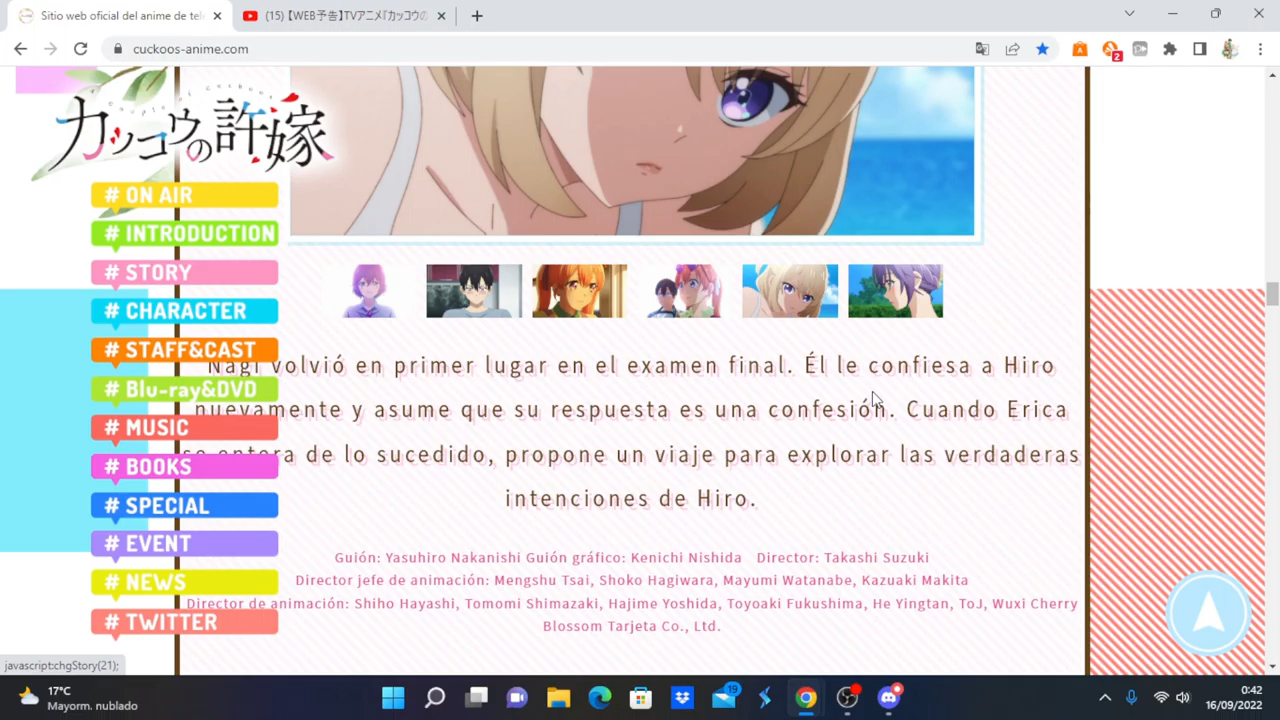 Sitio web oficial del anime de tele
(15) 【WEB予告】TVアニメ『カッコウの
cuckoos-anime.com
2
カッコウの許嫁
# ON AIR
# INTRODUCTION
# STORY
# CHARACTER
# STAFF&CAST
# Blu-ray&DVD
# MUSIC
# BOOKS
# SPECIAL
# EVENT
# NEWS
# TWITTER
Nagi volvió en primer lugar en el examen final. Él le confiesa a Hiro
nuevamente y asume que su respuesta es una confesión. Cuando Erica
se entera de lo sucedido, propone un viaje para explorar las verdaderas
intenciones de Hiro.
Guión: Yasuhiro Nakanishi Guión gráfico: Kenichi Nishida Director: Takashi Suzuki
Director jefe de animación: Mengshu Tsai, Shoko Hagiwara, Mayumi Watanabe, Kazuaki Makita
Director de animación: Shiho Hayashi, Tomomi Shimazaki, Hajime Yoshida, Toyoaki Fukushima, He Yingtan, ToJ, Wuxi Cherry
Blossom Tarjeta Co., Ltd.
javascript:chgStory(21);
17°C
Mayorm. nublado
19
0:42
16/09/2022